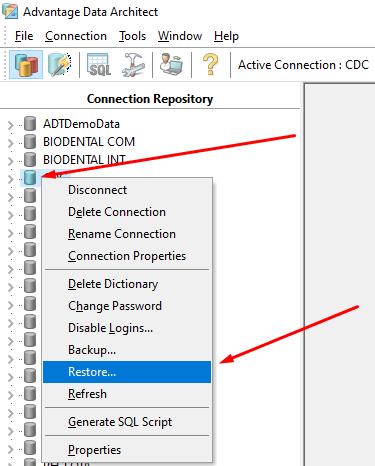 Advantage Data Architect
File Connection Tools Window Help
SQL Active Connection : CDC
Connection Repository
ADTDemoData
BIODENTAL COM
BIODENTAL INT
Disconnect
Delete Connection
Rename Connection
Connection Properties
Delete Dictionary
Change Password
Disable Logins...
Backup...
Restore...
Refresh
Generate SQL Script
Properties